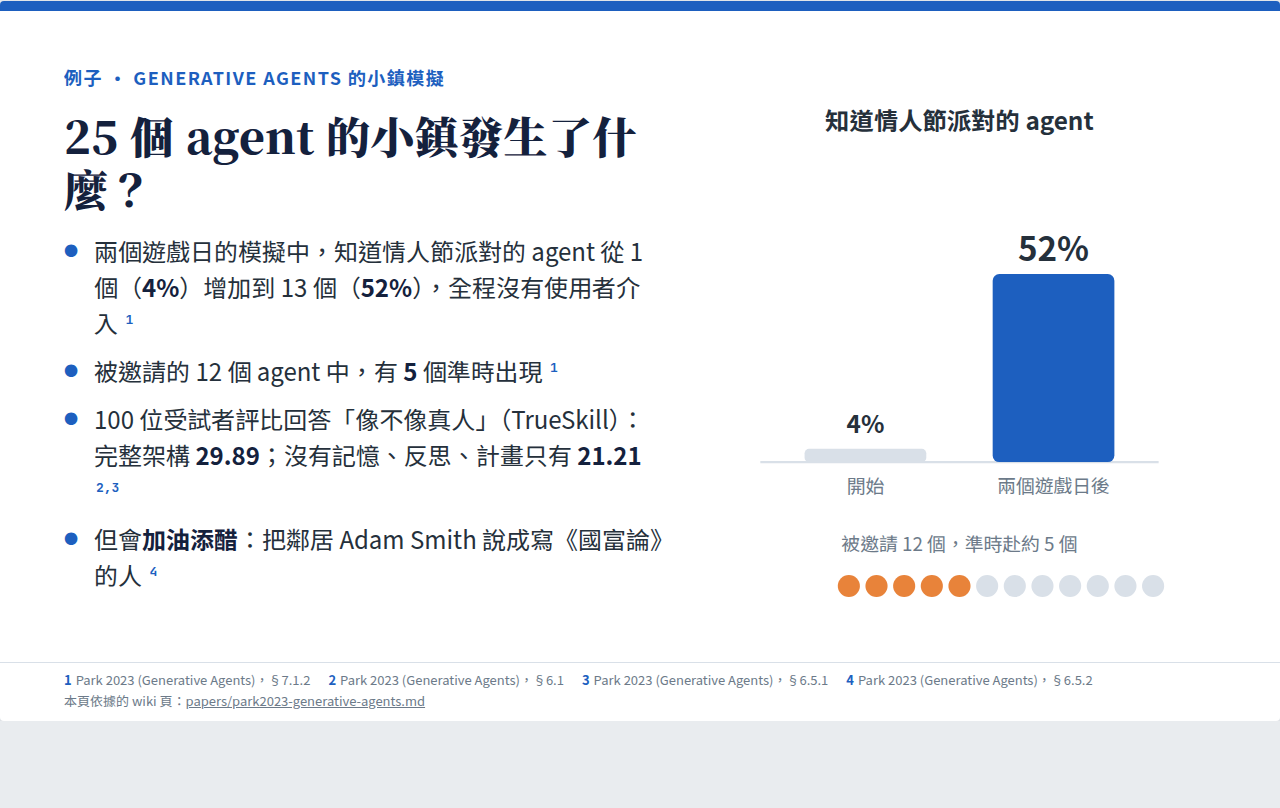 例子 · GENERATIVE AGENTS 的小鎮模擬
25 個 agent 的小鎮發生了什
麼？
兩個遊戲日的模擬中，知道情人節派對的 agent 從 1
個（4%）增加到 13 個（52%），全程沒有使用者介
入 1
被邀請的 12 個 agent 中，有 5 個準時出現 1
100 位受試者評比回答「像不像真人」（TrueSkill）：
完整架構 29.89；沒有記憶、反思、計畫只有 21.21
2,3
但會加油添醋：把鄰居 Adam Smith 說成寫《國富論》
的人 4
知道情人節派對的 agent
52%
4%
開始
兩個遊戲日後
被邀請 12 個，準時赴約 5 個
1 Park 2023 (Generative Agents)，§7.1.2 2 Park 2023 (Generative Agents)，§6.1 3 Park 2023 (Generative Agents)，§6.5.1 4 Park 2023 (Generative Agents)，§6.5.2
本頁依據的 wiki 頁：papers/park2023-generative-agents.md